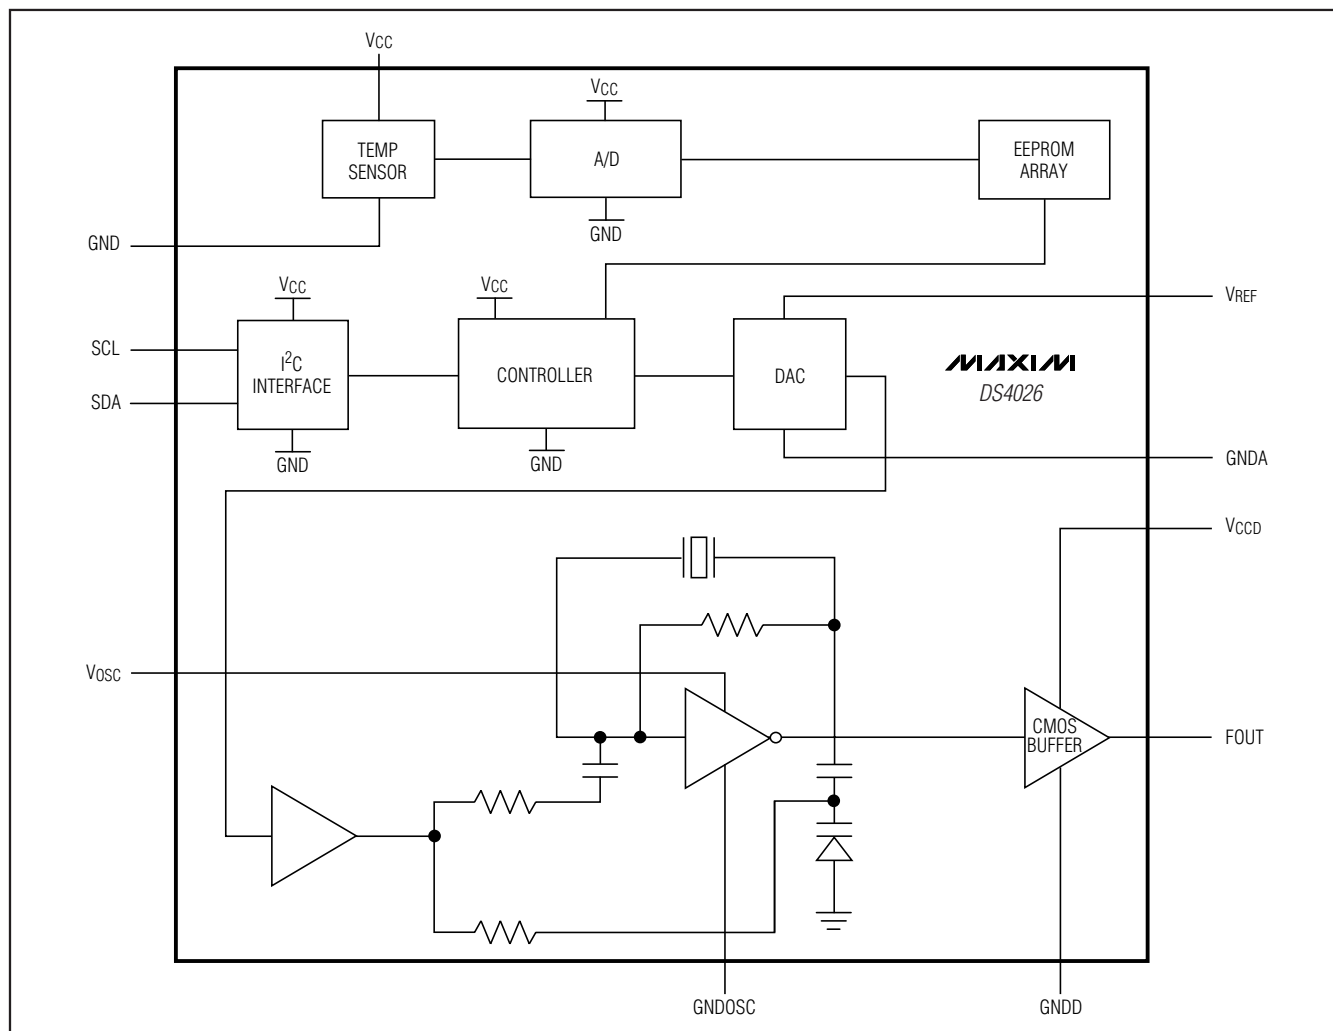 VCC
VCC
TEMP
SENSOR
A/D
EEPROM
ARRAY
GND
GND
VCC
VCC
VREF
SCL
I2C
INTERFACE
CONTROLLER
DAC
MAXIM
DS4026
SDA
GND
GND
GNDA
VCCD
VOSC
CMOS
BUFFER
FOUT
GNDOSC
GNDD